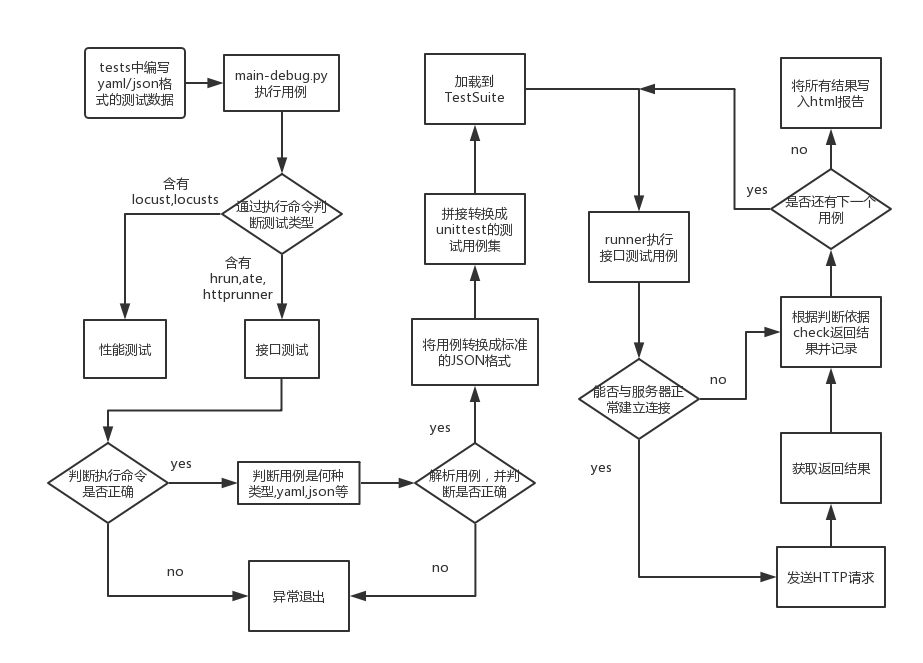 tests中编写
yaml/json格
式的测试数据
main-debug.py
执行用例
含有
locust,locusts
通过执行命令判
断测试类型
含有
hrun,ate,
httprunner
性能测试
接口测试
判断执行命令
是否正确
yes
判断用例是何种
类型,yaml,json等
解析用例，并判
断是否正确
no
no
异常退出
yes
将用例转换成标准
的JSON格式
拼接转换成
unittest的测
试用例集
加载到
TestSuite
runner执行
接口测试用例
能否与服务器正
常建立连接
no
yes
发送HTTP请求
获取返回结果
根据判断依据
check返回结
果并记录
是否还有下一个
用例
yes
no
将所有结果写
入html报告